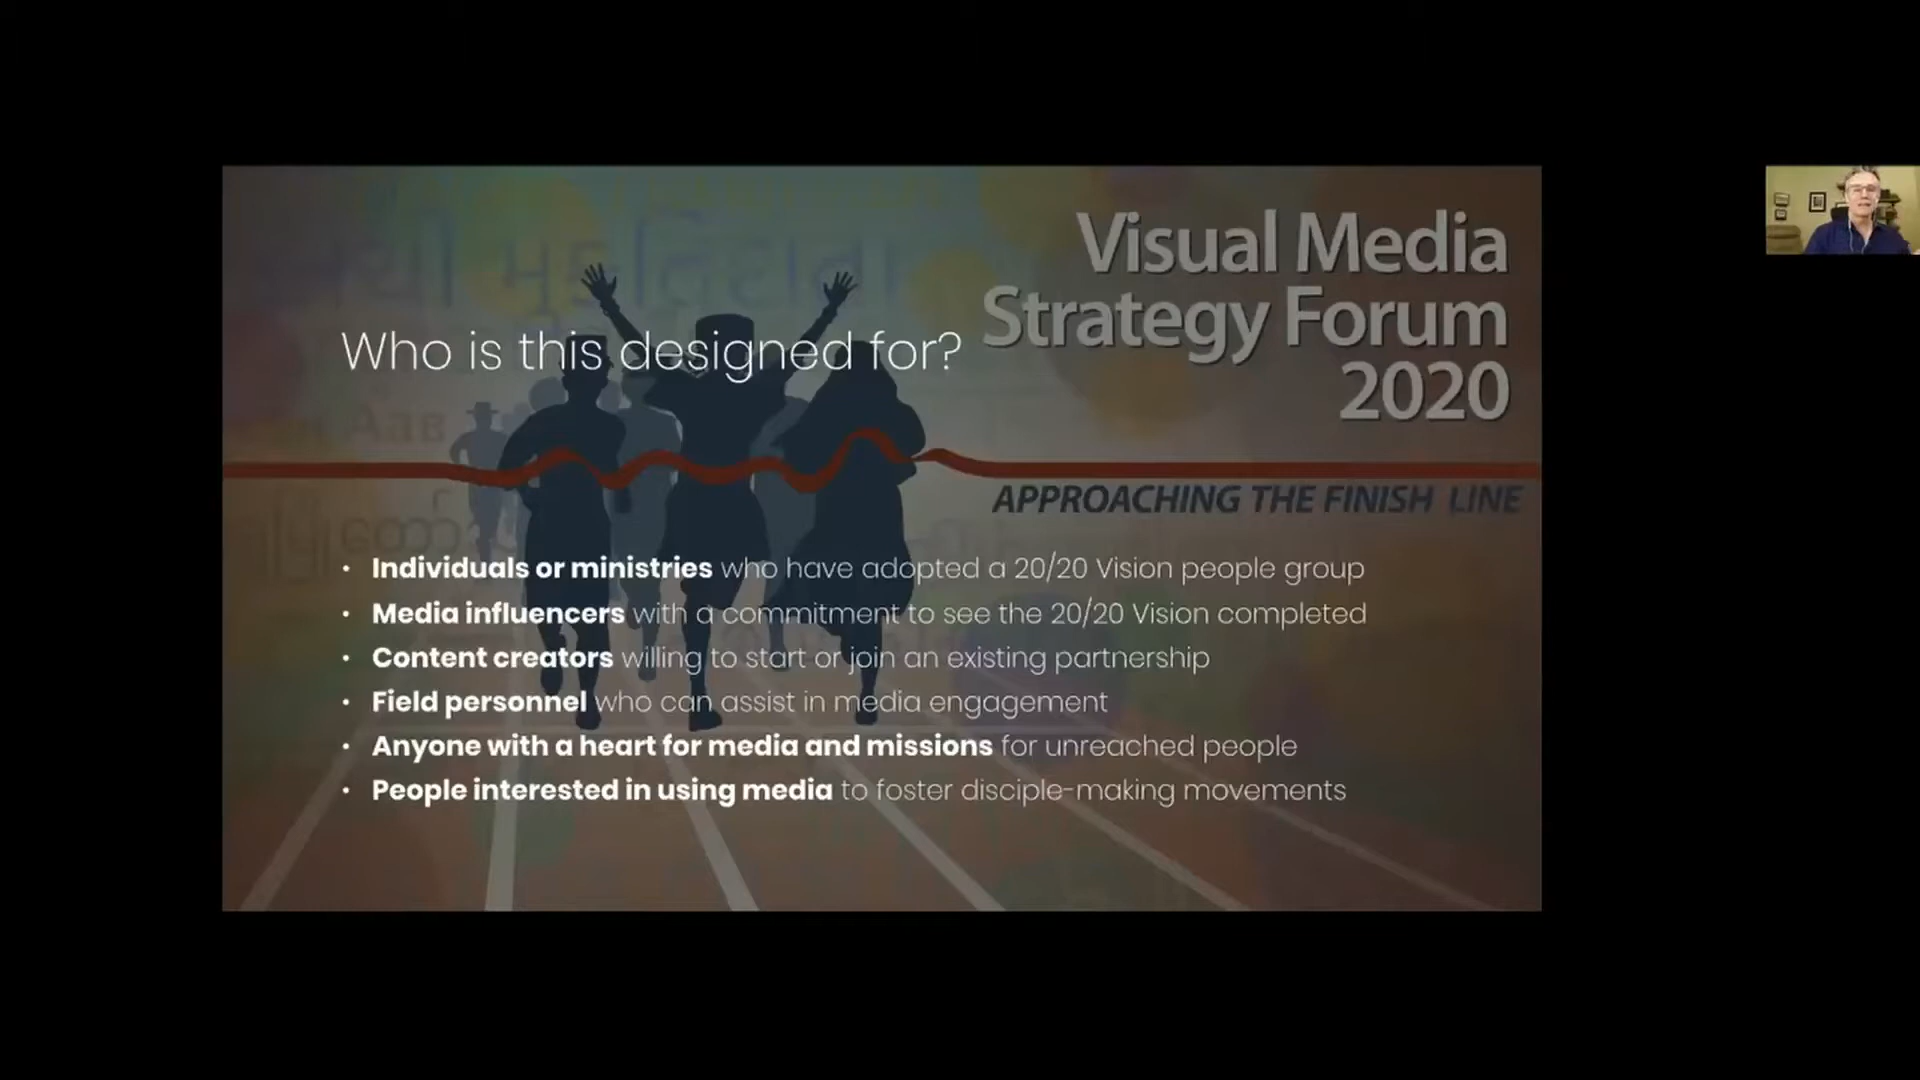 Visual Media
Strategy Forum
2020
Who is this designed for?
APPROACHING THE FINISH LINE
• Individuals or ministries who have adopted a 20/20 Vision people group
• Media influencers with a commitment to see the 20/20 Vision completed
• Content creators willing to start or join an existing partnership
• Field personnel who can assist in media engagement
• Anyone with a heart for media and missions for unreached people
• People interested in using media to foster disciple-making movements